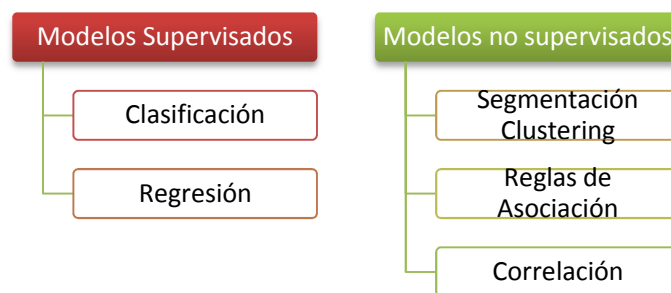 Modelos Supervisados
Clasificación
Regresión
Modelos no supervisados
Segmentación
Clustering
Reglas de
Asociación
Correlación